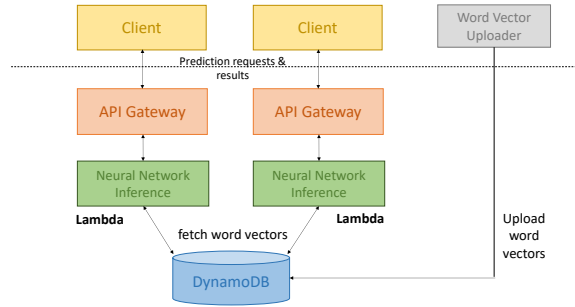 Client
Client
Word Vector
Uploader
Prediction requests &
results
API Gateway
API Gateway
Neural Network
Inference
Neural Network
Inference
Lambda
Lambda
fetch word vectors
Upload
word
vectors
DynamoDB